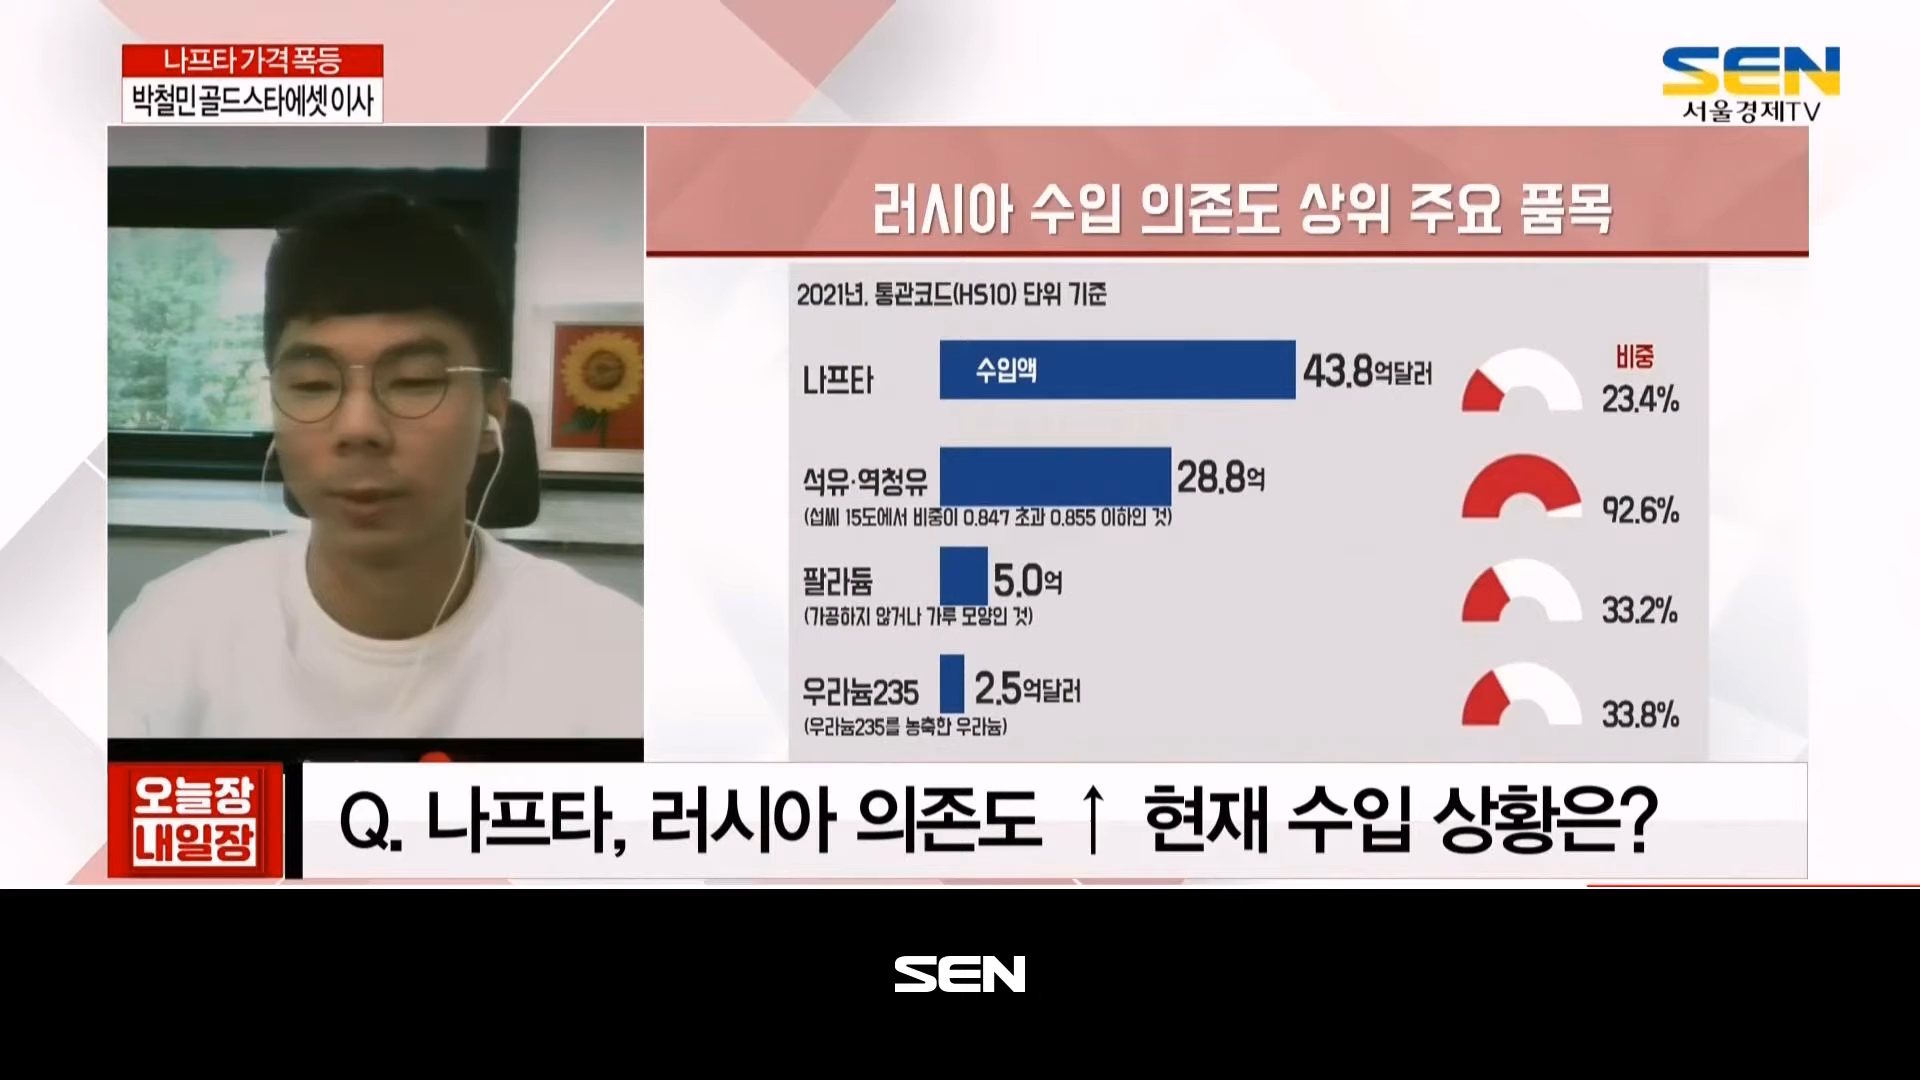 나프타 가격 폭등
박철민 골드스타에셋 이사
SEN
서울경제TV
러시아 수입 의존도 상위 주요 품목
2021년, 통관코드(HS10) 단위 기준
나프타 수입액 43.8억달러 비중 23.4%
석유·역청유 28.8억 92.6%
(섭씨 15도에서 비중이 0.847 초과 0.855 이하인 것)
팔라듐 5.0억 33.2%
(가공하지 않거나 가루 모양인 것)
우라늄235 2.5억달러 33.8%
(우라늄235를 농축한 우라늄)
오늘장
내일장
Q. 나프타, 러시아 의존도 ↑ 현재 수입 상황은?
SEN